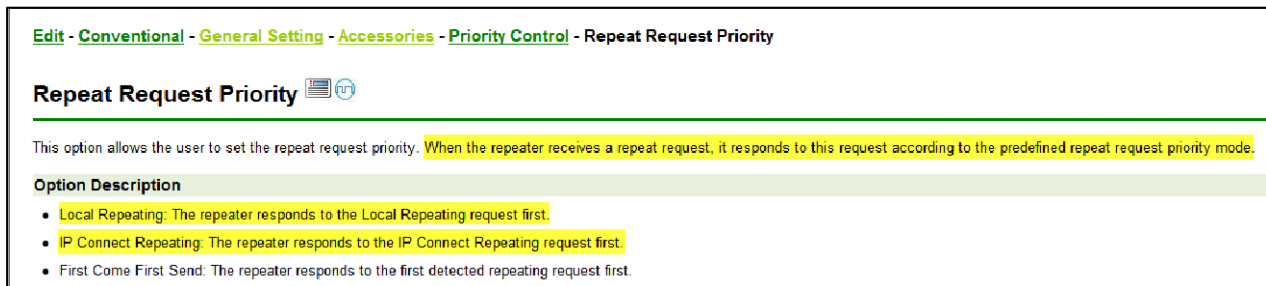 Edit - Conventional - General Setting - Accessories - Priority Control - Repeat Request Priority
Repeat Request Priority
This option allows the user to set the repeat request priority. When the repeater receives a repeat request, it responds to this request according to the predefined repeat request priority mode.
Option Description
• Local Repeating: The repeater responds to the Local Repeating request first.
• IP Connect Repeating: The repeater responds to the IP Connect Repeating request first.
• First Come First Send: The repeater responds to the first detected repeating request first.